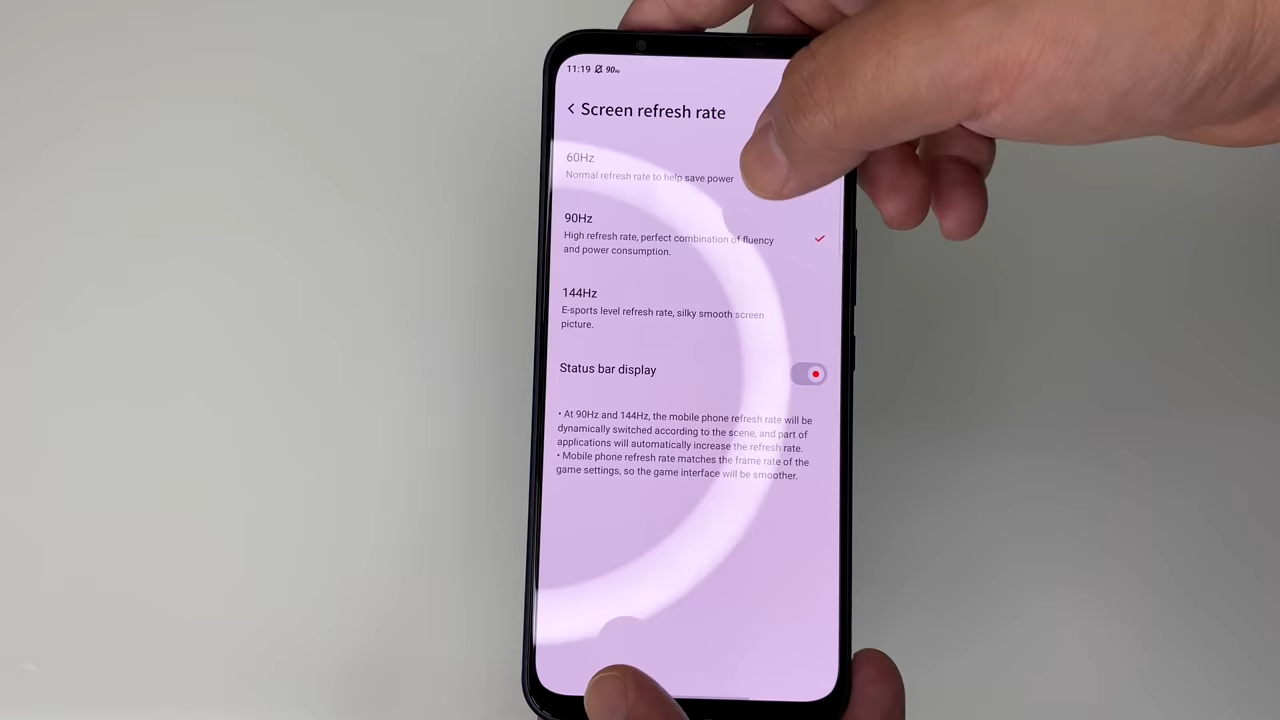 11:19 90Hz
Screen refresh rate
60Hz
Normal refresh rate to help save power
90Hz
High refresh rate, perfect combination of fluency
and power consumption.
144Hz
E-sports level refresh rate, silky smooth screen
picture.
Status bar display
• At 90Hz and 144Hz, the mobile phone refresh rate will be
dynamically switched according to the scene, and part of
applications will automatically increase the refresh rate.
• Mobile phone refresh rate matches the frame rate of the
game settings, so the game interface will be smoother.